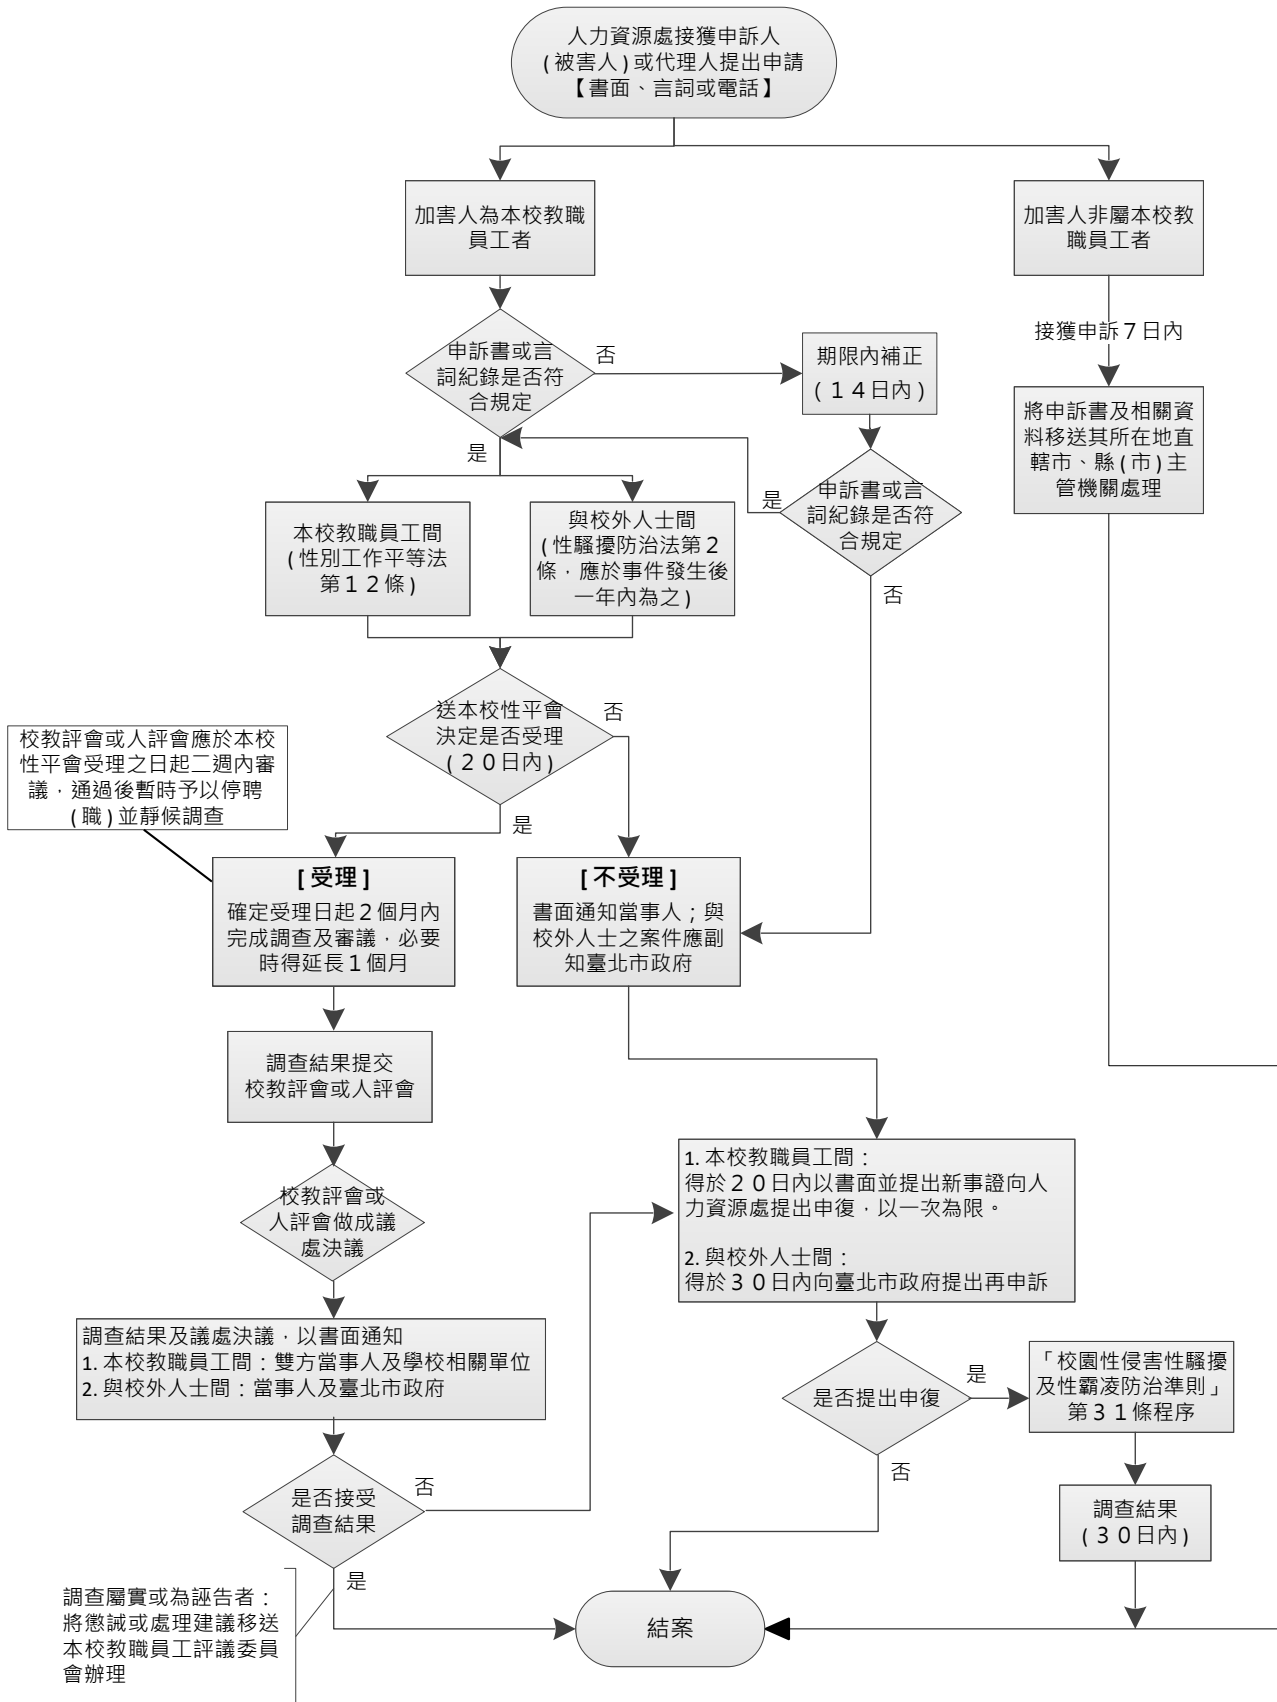 人力資源處接獲申訴人
(被害人)或代理人提出申請
【書面、言詞或電話】
加害人為本校教職
員工者
加害人非屬本校教
職員工者
接獲申訴７日內
申訴書或言
詞紀錄是否符
合規定
否
期限內補正
(１４日內)
將申訴書及相關資
料移送其所在地直
轄市、縣(市)主
管機關處理
是
是
申訴書或言
詞紀錄是否符
合規定
否
本校教職員工間
(性別工作平等法
第１２條)
與校外人士間
(性騷擾防治法第２
條，應於事件發生後
一年內為之)
送本校性平會
決定是否受理
(２０日內)
否
是
校教評會或人評會應於本校
性平會受理之日起二週內審
議，通過後暫時予以停聘
(職)並靜候調查
[受理]
確定受理日起２個月內
完成調查及審議，必要
時得延長１個月
[不受理]
書面通知當事人；與
校外人士之案件應副
知臺北市政府
調查結果提交
校教評會或人評會
校教評會或
人評會做成議
處決議
1. 本校教職員工間：
得於２０日內以書面並提出新事證向人
力資源處提出申復，以一次為限。
2. 與校外人士間：
得於３０日內向臺北市政府提出再申訴
調查結果及議處決議，以書面通知
1. 本校教職員工間：雙方當事人及學校相關單位
2. 與校外人士間：當事人及臺北市政府
是否提出申復
是
否
「校園性侵害性騷擾
及性霸凌防治準則」
第３１條程序
是否接受
調查結果
否
是
調查結果
(３０日內)
調查屬實或為誣告者：
將懲誡或處理建議移送
本校教職員工評議委員
會辦理
結案